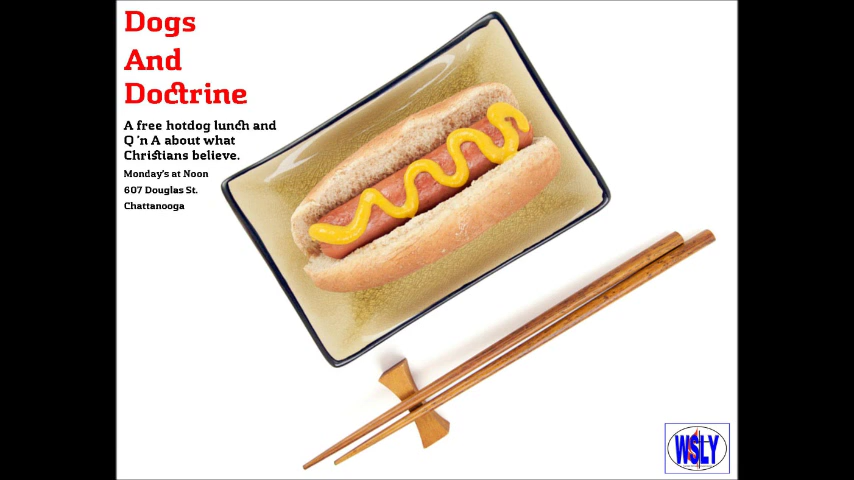 Dogs
And
Doctrine
A free hotdog lunch and
Q 'n A about what
Christians believe.
Monday's at Noon
607 Douglas St.
Chattanooga
WSLY